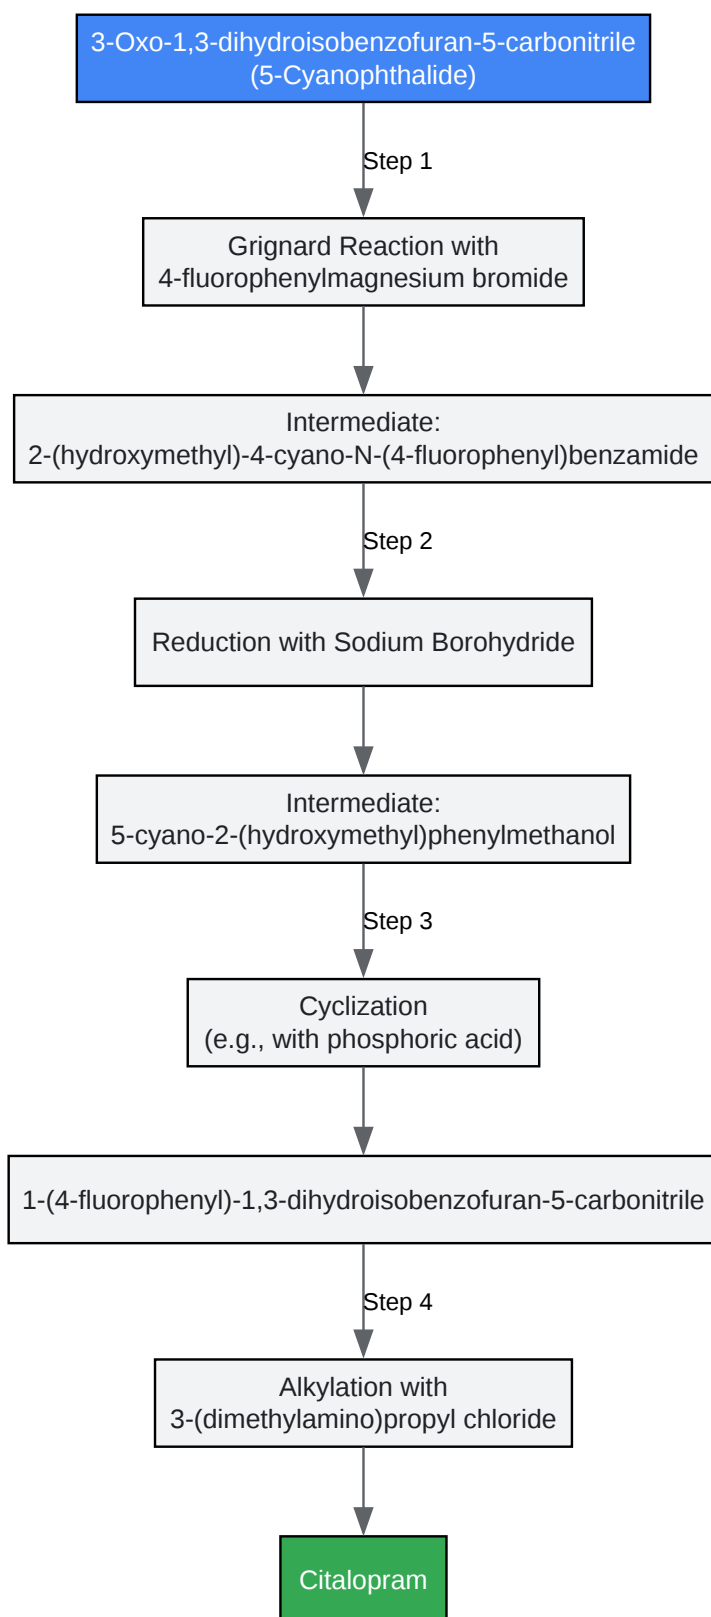 3-Oxo-1,3-dihydroisobenzofuran-5-carbonitrile
(5-Cyanophthalide)
Step 1
Grignard Reaction with
4-fluorophenylmagnesium bromide
Intermediate:
2-(hydroxymethyl)-4-cyano-N-(4-fluorophenyl)benzamide
Step 2
Reduction with Sodium Borohydride
Intermediate:
5-cyano-2-(hydroxymethyl)phenylmethanol
Step 3
Cyclization
(e.g., with phosphoric acid)
1-(4-fluorophenyl)-1,3-dihydroisobenzofuran-5-carbonitrile
Step 4
Alkylation with
3-(dimethylamino)propyl chloride
Citalopram